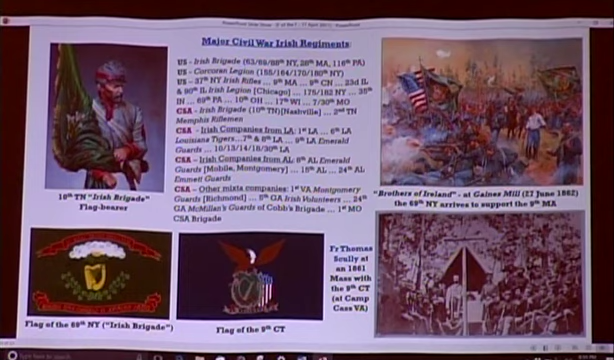 Major Civil War Irish Regiments:
US - Irish Brigade (63/69/88th NY, 28th MA, 116th PA)
US - Corcoran Legion (155/164/170/180th NY)
US - 37th NY Irish Rifles ... 9th MA ... 9th CN ... 23d IL
& 90th IL Irish Legion [Chicago] ... 175/182 NY ... 35th
IN ... 69th PA ... 10th OH ... 17th WI ... 7/30th MO
CSA - Irish Brigade (10th TN)[Nashville] ... 2nd TN
Memphis Riflemen
CSA - Irish Companies from LA: 1st LA ... 6th LA
Louisiana Tigers...7th & 8th LA ... 9th LA Emerald
Guards ... 10/13/14/18/30th LA
CSA - Irish Companies from AL: 8th AL Emerald
Guards [Mobile, Montgomery] ... 15th AL ... 24th AL
Emmett Guards
CSA - Other mixts companies: 1st VA Montgomery
Guards [Richmond] ... 5th GA Irish Volunteers ... 24th
GA McMillan's Guards of Cobb's Brigade ... 1st MO
CSA Brigade
10th TN "Irish Brigade"
Flag-bearer
"Brothers of Ireland" - at Gaines Mill (27 June 1862)
the 69th NY arrives to support the 9th MA
Fr Thomas
Scully at
an 1861
Mass with
the 9th CT
(at Camp
Cass VA)
Flag of the 69th NY ("Irish Brigade")
Flag of the 9th CT